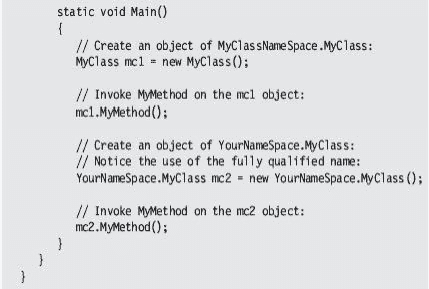 static void Main()
{
// Create an object of MyClassNameSpace.MyClass:
MyClass mc1 = new MyClass();
// Invoke MyMethod on the mc1 object:
mc1.MyMethod();
// Create an object of YourNameSpace.MyClass:
// Notice the use of the fully qualified name:
YourNameSpace.MyClass mc2 = new YourNameSpace.MyClass();
// Invoke MyMethod on the mc2 object:
mc2.MyMethod();
}
}
}